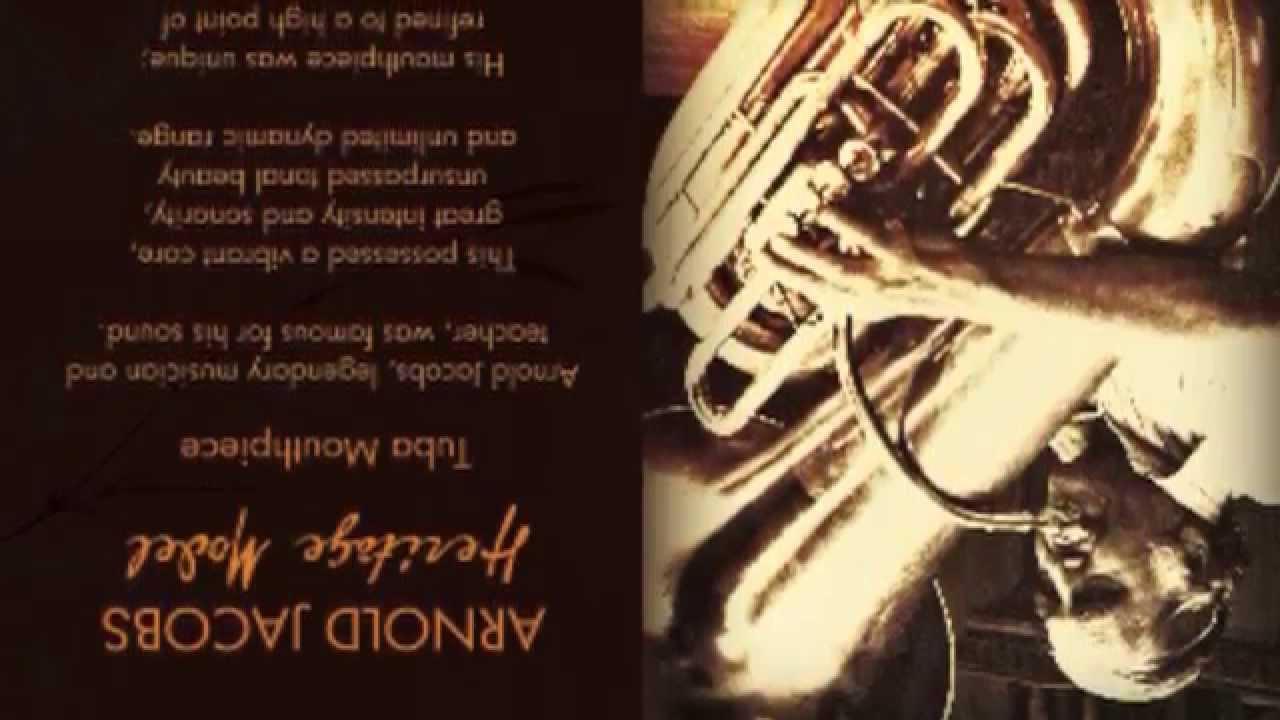 ARNOLD JACOBS
Heritage Model
Tuba Mouthpiece
Arnold Jacobs, legendary musician and
teacher, was famous for his sound.
This possessed a vibrant core,
great intensity and sonority,
unsurpassed tonal beauty
and unlimited dynamic range.
His mouthpiece was unique;
refined to a high point of